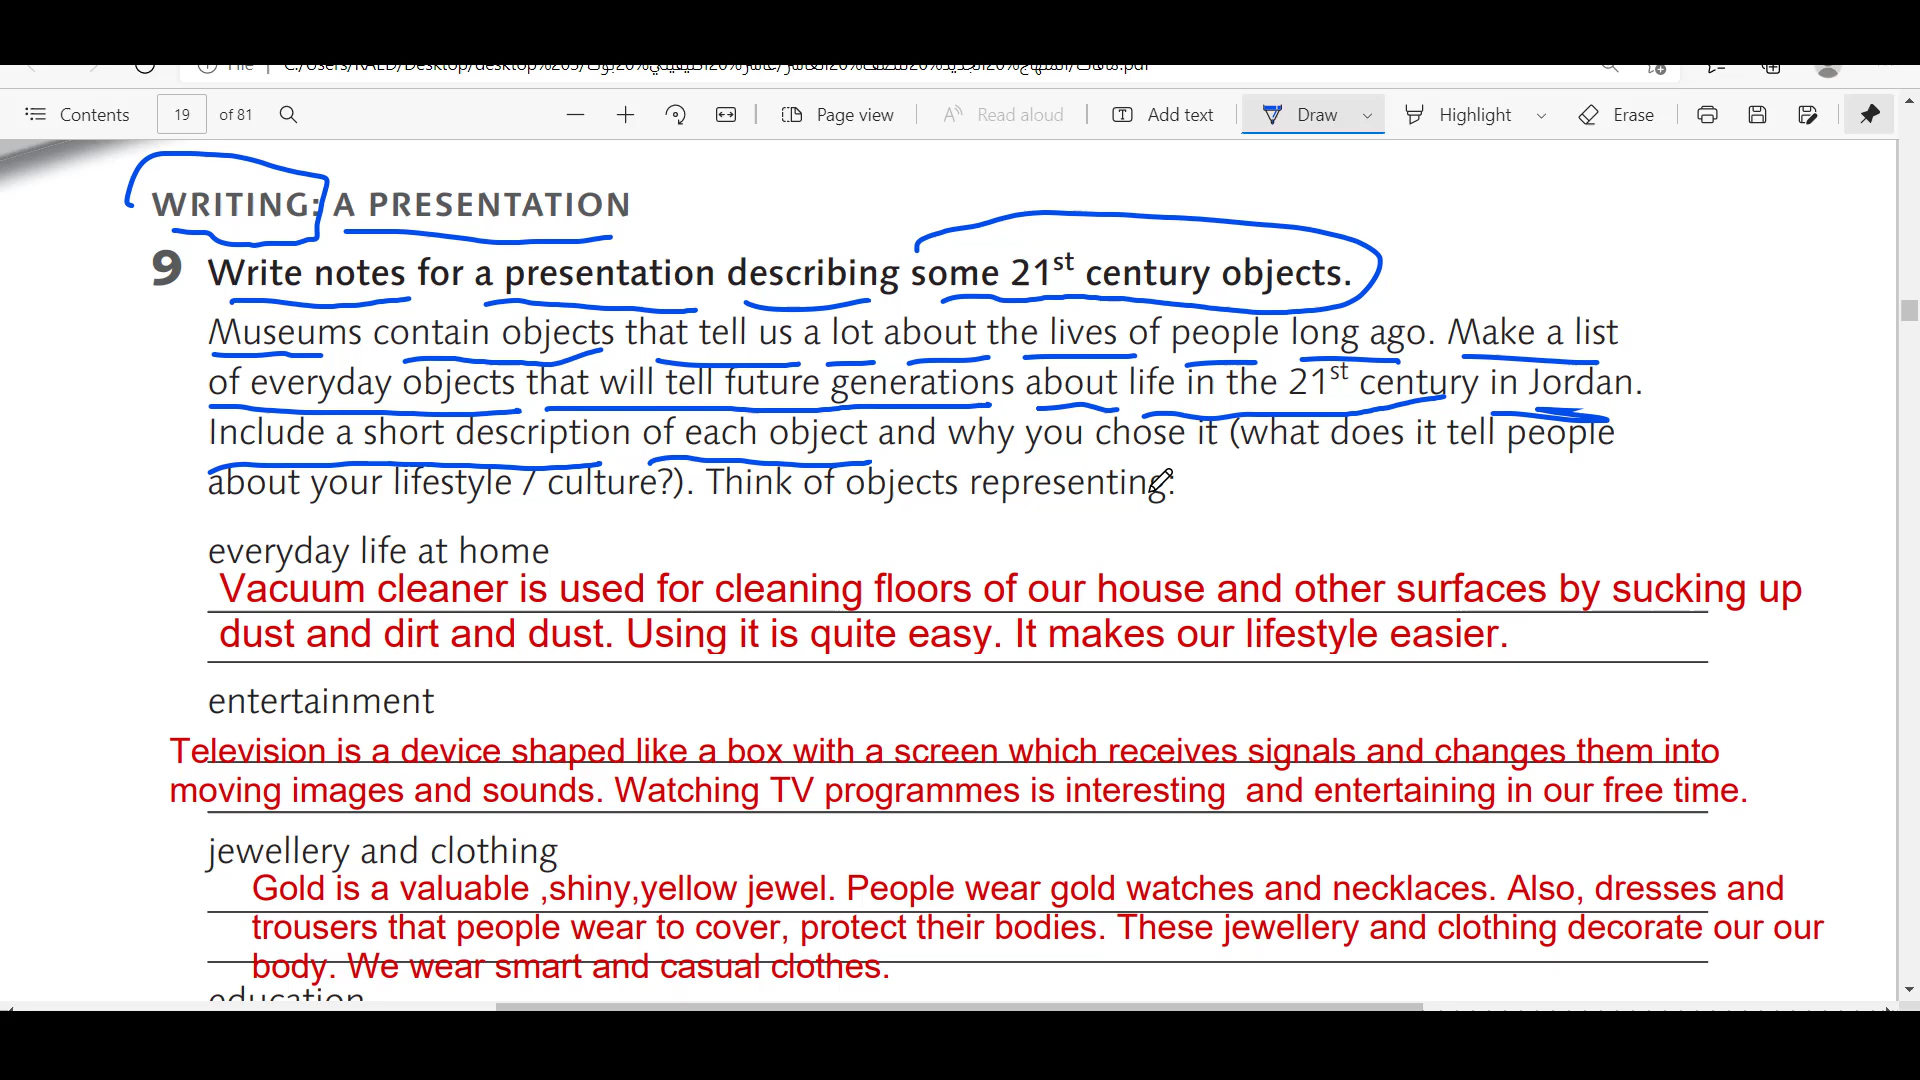 Contents 19 of 81 Page view Read aloud Add text Draw Highlight Erase
WRITING: A PRESENTATION
9 Write notes for a presentation describing some 21st century objects.
Museums contain objects that tell us a lot about the lives of people long ago. Make a list
of everyday objects that will tell future generations about life in the 21st century in Jordan.
Include a short description of each object and why you chose it (what does it tell people
about your lifestyle / culture?). Think of objects representing:
everyday life at home
Vacuum cleaner is used for cleaning floors of our house and other surfaces by sucking up
dust and dirt and dust. Using it is quite easy. It makes our lifestyle easier.
entertainment
Television is a device shaped like a box with a screen which receives signals and changes them into
moving images and sounds. Watching TV programmes is interesting  and entertaining in our free time.
jewellery and clothing
Gold is a valuable ,shiny,yellow jewel. People wear gold watches and necklaces. Also, dresses and
trousers that people wear to cover, protect their bodies. These jewellery and clothing decorate our our
body. We wear smart and casual clothes.
education